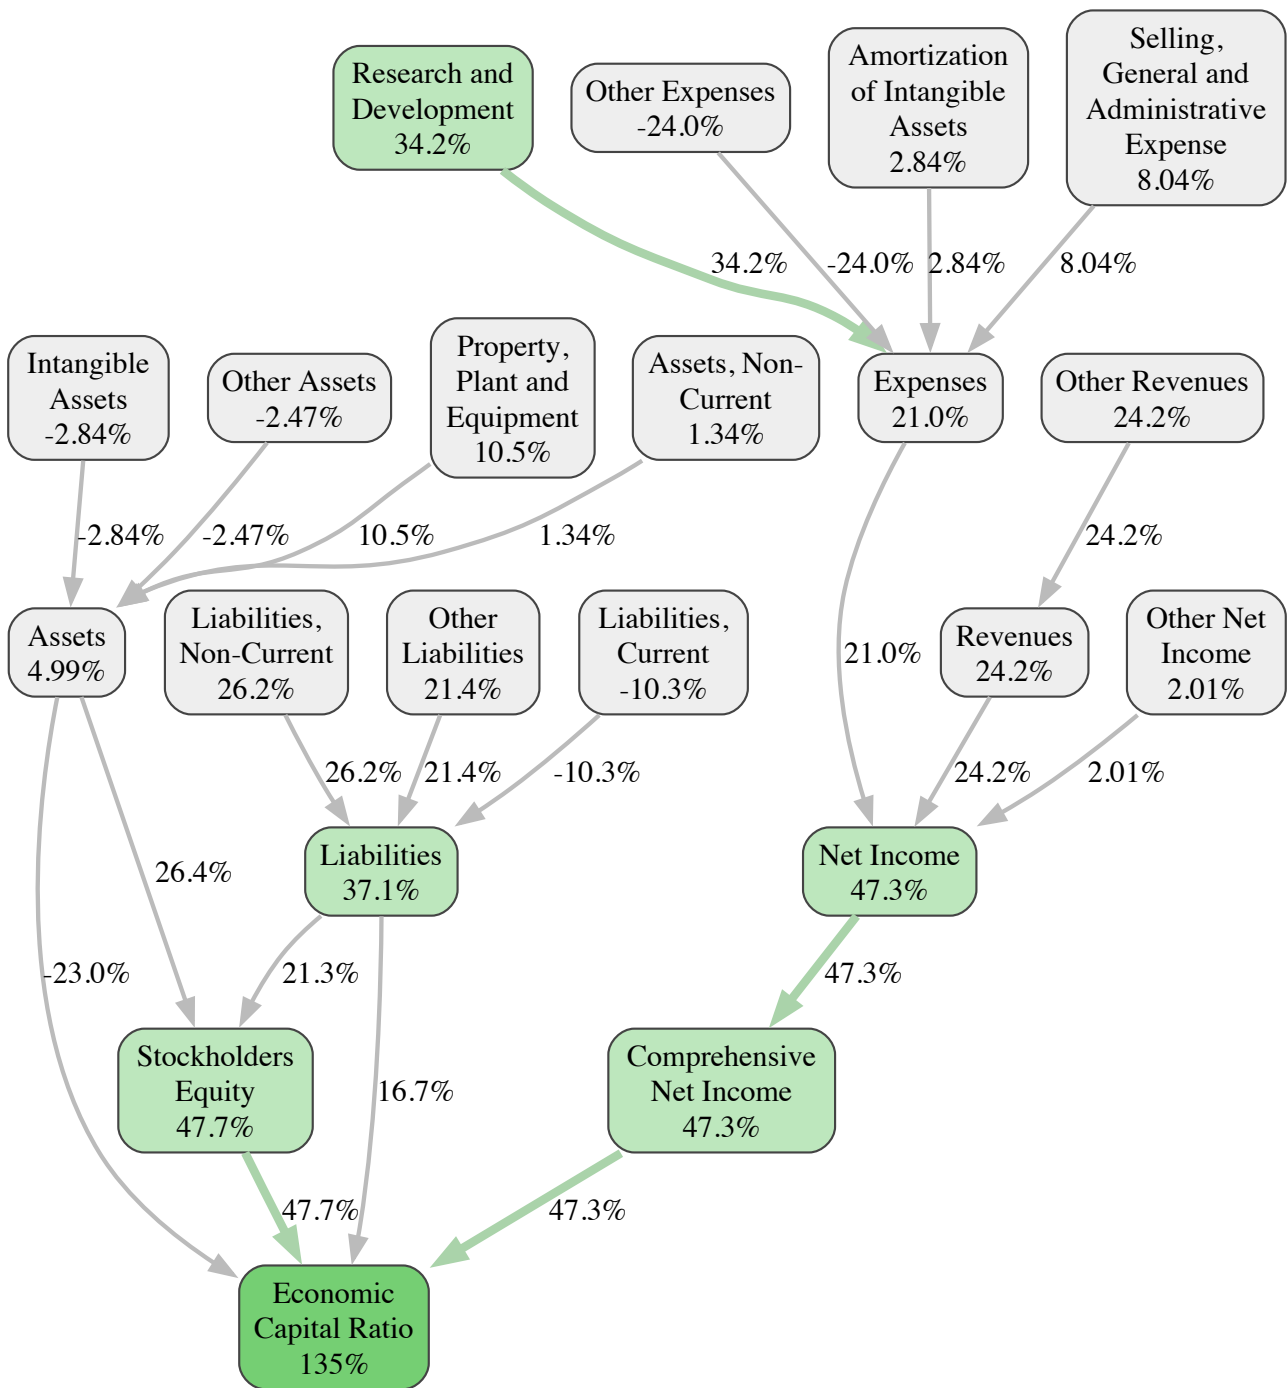 Research and
Development
34.2%
Other Expenses
-24.0%
Amortization
of Intangible
Assets
2.84%
Selling,
General and
Administrative
Expense
8.04%
34.2%
-24.0%
2.84%
8.04%
Intangible
Assets
-2.84%
Other Assets
-2.47%
Property,
Plant and
Equipment
10.5%
Assets, Non-
Current
1.34%
Expenses
21.0%
Other Revenues
24.2%
-2.84%
-2.47%
10.5%
1.34%
24.2%
Assets
4.99%
Liabilities,
Non-Current
26.2%
Other
Liabilities
21.4%
Liabilities,
Current
-10.3%
21.0%
Revenues
24.2%
Other Net
Income
2.01%
26.2%
21.4%
-10.3%
24.2%
2.01%
26.4%
Liabilities
37.1%
Net Income
47.3%
-23.0%
21.3%
47.3%
Stockholders
Equity
47.7%
16.7%
Comprehensive
Net Income
47.3%
47.7%
47.3%
Economic
Capital Ratio
135%